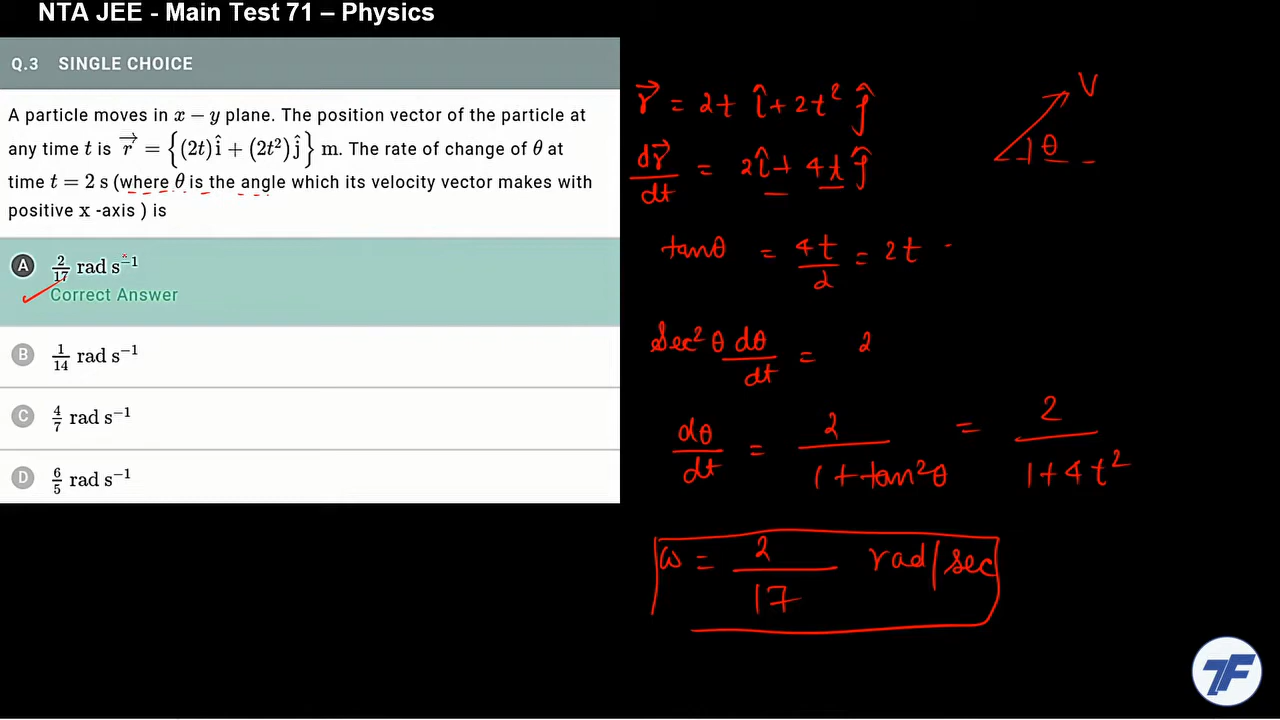 NTA JEE - Main Test 71 – Physics
Q.3 SINGLE CHOICE
A particle moves in x − y plane. The position vector of the particle at
any time t is r⃗ = {(2t)î + (2t²)ĵ} m. The rate of change of θ at
time t = 2 s (where θ is the angle which its velocity vector makes with
positive x -axis ) is
A 2/17 rad s⁻¹
Correct Answer
B 1/14 rad s⁻¹
C 4/7 rad s⁻¹
D 6/5 rad s⁻¹
r⃗ = 2t î + 2t² ĵ
dr⃗/dt = 2î + 4t ĵ
V
θ
tanθ = 4t/2 = 2t
Sec² θ dθ/dt = 2
dθ/dt = 2/(1 + tan²θ) = 2/(1 + 4t²)
ω = 2/17 rad/sec
7F